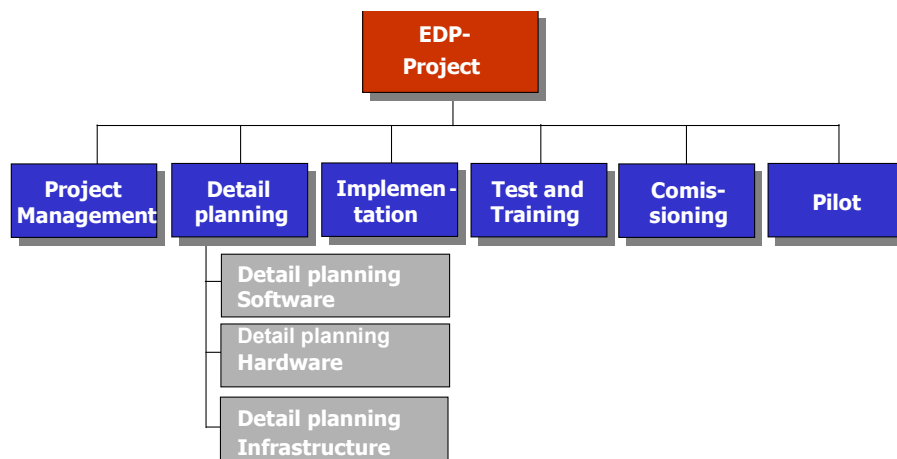 EDP-
Project
Project
Management
Detail
planning
Implemen-
tation
Test and
Training
Comis-
sioning
Pilot
Detail planning
Software
Detail planning
Hardware
Detail planning
Infrastructure